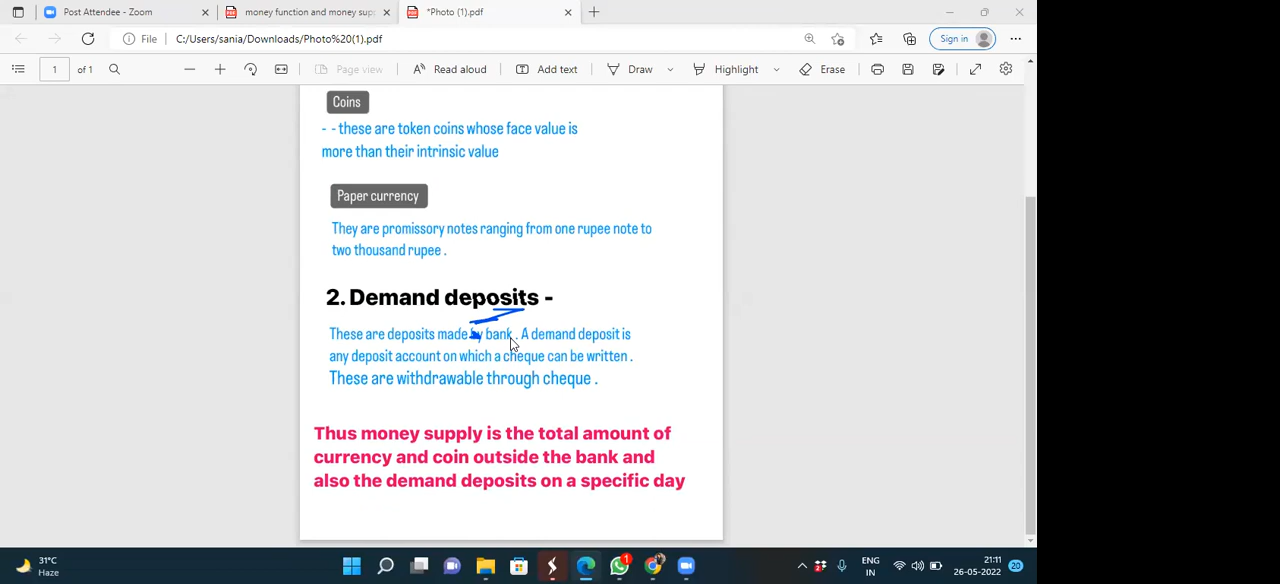 Post Attendee - Zoom
money function and money supp
*Photo (1).pdf
File
C:/Users/sania/Downloads/Photo%20(1).pdf
Sign in
1 of 1
Page view
Read aloud
Add text
Draw
Highlight
Erase
Coins
- - these are token coins whose face value is
more than their intrinsic value
Paper currency
They are promissory notes ranging from one rupee note to
two thousand rupee .
2. Demand deposits -
These are deposits made by bank . A demand deposit is
any deposit account on which a cheque can be written .
These are withdrawable through cheque .
Thus money supply is the total amount of
currency and coin outside the bank and
also the demand deposits on a specific day
31°C
Haze
1
ENG
IN
21:11
26-05-2022
20